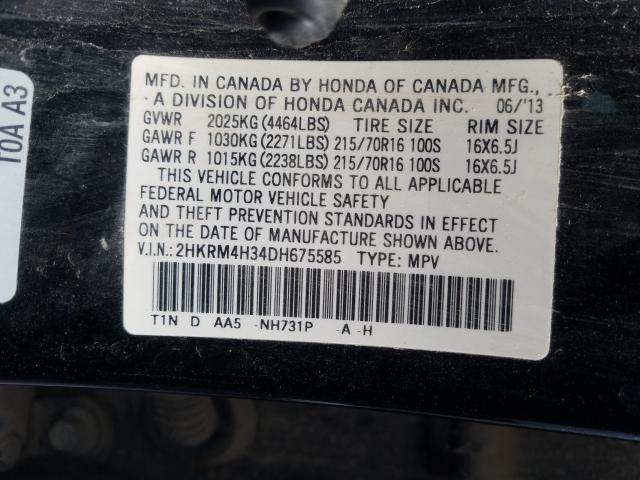 MFD. IN CANADA BY HONDA OF CANADA MFG.,
A DIVISION OF HONDA CANADA INC. 06/'13
GVWR 2025KG (4464LBS) TIRE SIZE RIM SIZE
GAWR F 1030KG (2271LBS) 215/70R16 100S 16X6.5J
GAWR R 1015KG (2238LBS) 215/70R16 100S 16X6.5J
THIS VEHICLE CONFORMS TO ALL APPLICABLE
FEDERAL MOTOR VEHICLE SAFETY
AND THEFT PREVENTION STANDARDS IN EFFECT
ON THE DATE OF MANUFACTURE SHOWN ABOVE.
V.I.N.: 2HKRM4H34DH675585 TYPE: MPV
T1N D AA5 -NH731P -A -H
T0A A3